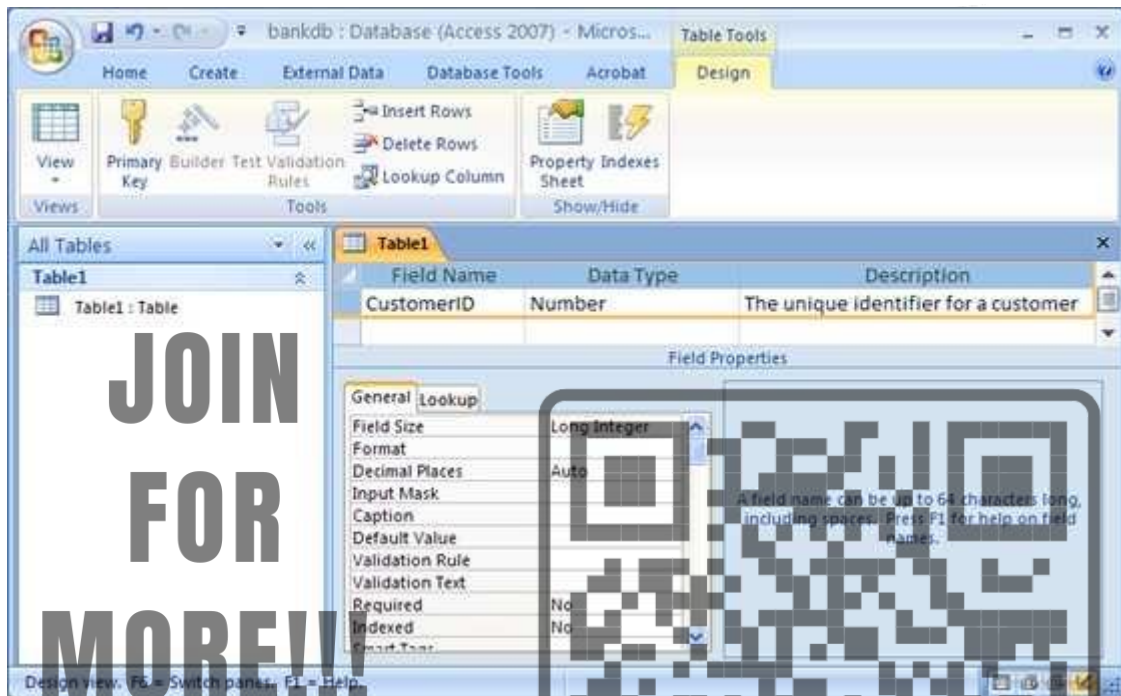 bankdb : Database (Access 2007) - Micros...
Table Tools
Home Create External Data Database Tools Acrobat Design
View
Primary Key
Builder
Test Validation Rules
Insert Rows
Delete Rows
Lookup Column
Property Sheet
Indexes
Views Tools Show/Hide
All Tables
Table1
Table1 : Table
Table1
Field Name Data Type Description
CustomerID Number The unique identifier for a customer
Field Properties
General Lookup
Field Size Long Integer
Format
Decimal Places Auto
Input Mask
Caption
Default Value
Validation Rule
Validation Text
Required No
Indexed No
Smart Tags
A field name can be up to 64 characters long,
including spaces. Press F1 for help on field
names.
JOIN
FOR
MORE!!!
Design view. F6 = Switch panes. F1 = Help.